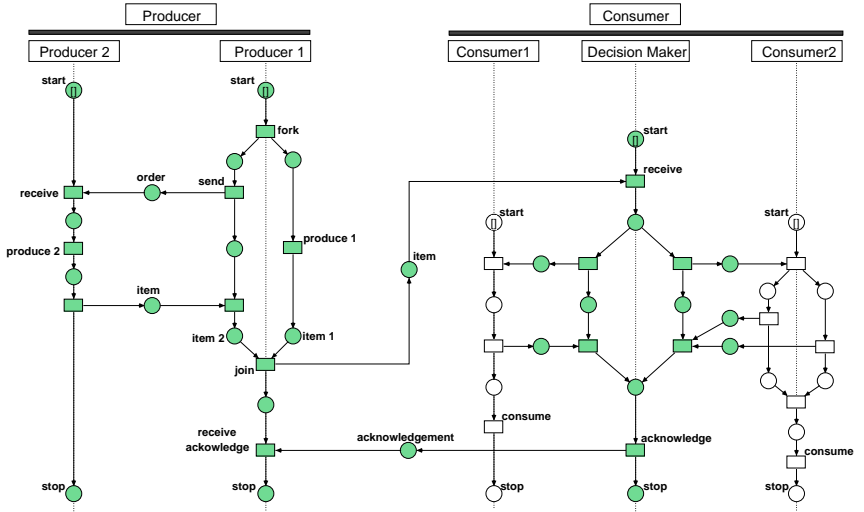 Producer
Consumer
Producer 2
Producer 1
Consumer1
Decision Maker
Consumer2
start
start
fork
start
receive
order
send
receive
start
start
produce 2
produce 1
item
item
item 2
item 1
join
consume
receive
ackowledge
acknowledgement
acknowledge
consume
stop
stop
stop
stop
stop